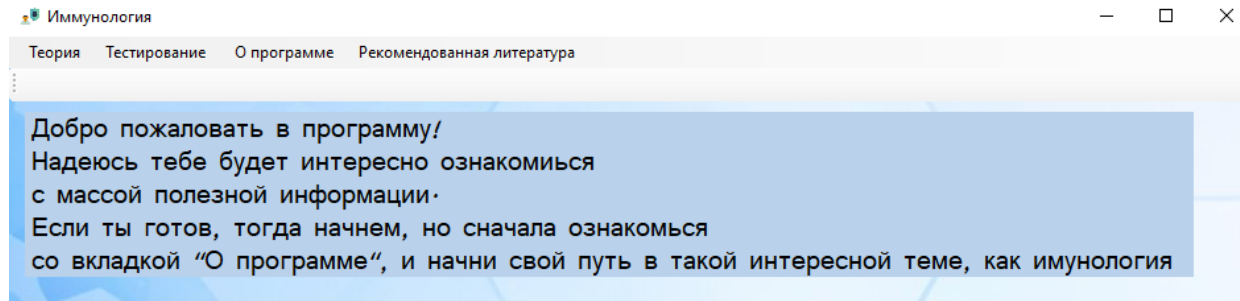 Иммунология
Теория Тестирование О программе Рекомендованная литература
Добро пожаловать в программу!
Надеюсь тебе будет интересно ознакомиься
с массой полезной информации.
Если ты готов, тогда начнем, но сначала ознакомься
со вкладкой "О программе", и начни свой путь в такой интересной теме, как имунология